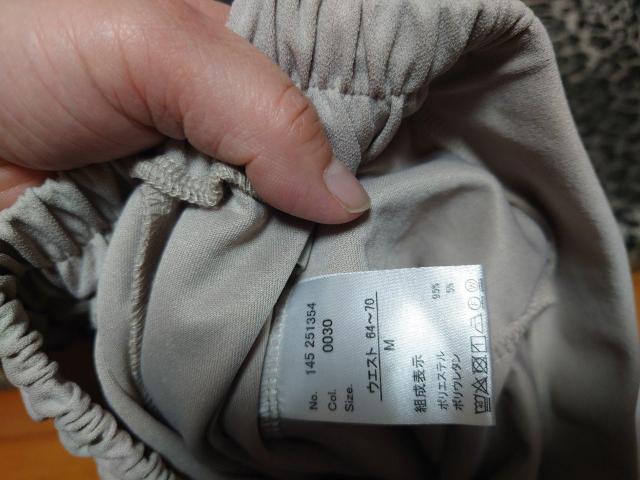 No. 145 251354
Col. 0030
Size.
ウエスト 64〜70
M
組成表示
ポリエステル 95%
ポリウレタン 5%